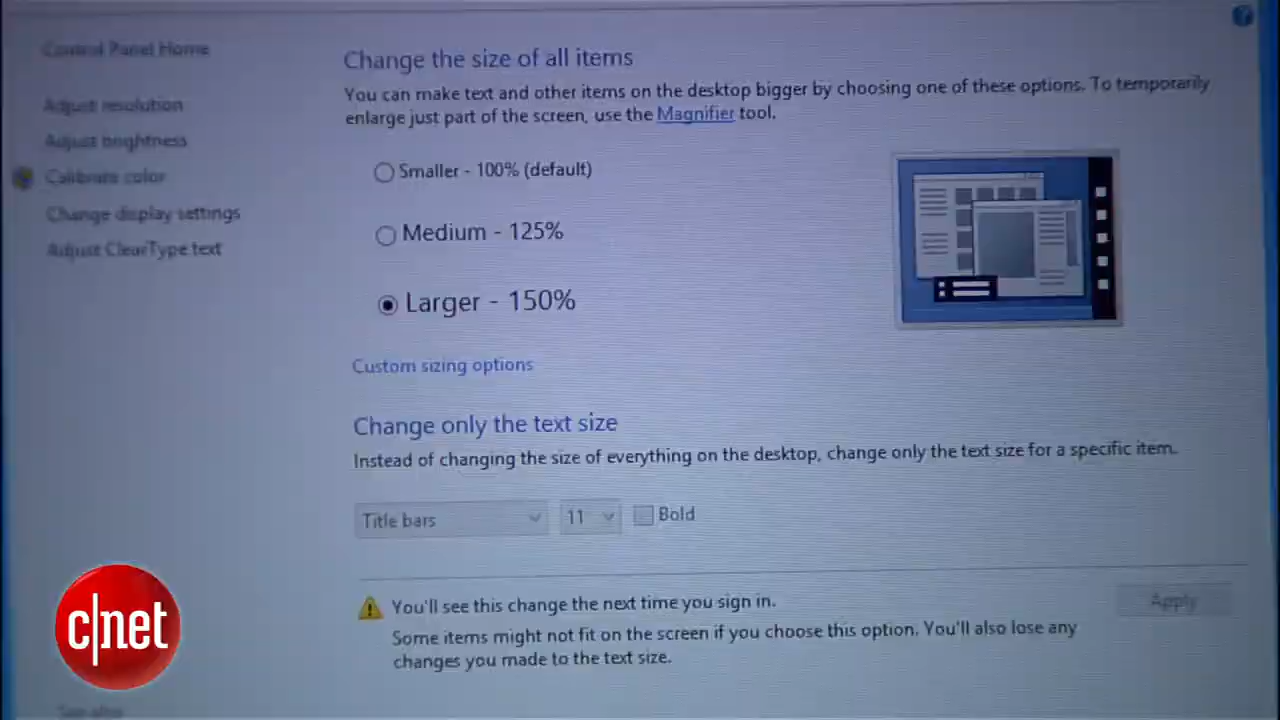 Control Panel Home
Adjust resolution
Adjust brightness
Calibrate color
Change display settings
Adjust ClearType text
Change the size of all items
You can make text and other items on the desktop bigger by choosing one of these options. To temporarily
enlarge just part of the screen, use the Magnifier tool.
Smaller - 100% (default)
Medium - 125%
Larger - 150%
Custom sizing options
Change only the text size
Instead of changing the size of everything on the desktop, change only the text size for a specific item.
Title bars 11 Bold
You'll see this change the next time you sign in.
Apply
Some items might not fit on the screen if you choose this option. You'll also lose any
changes you made to the text size.
c|net
See also